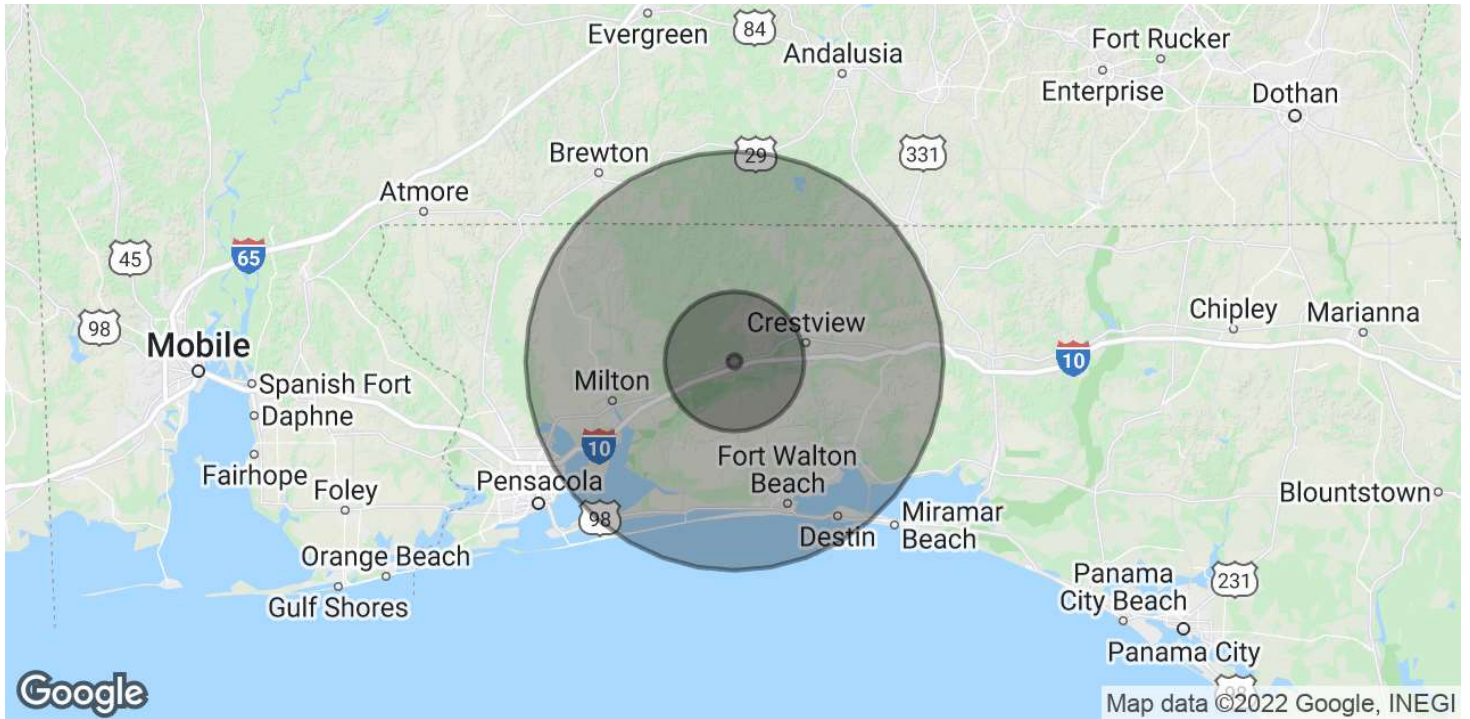 Evergreen
84
Andalusia
Fort Rucker
Enterprise
Dothan
Brewton
29
331
Atmore
45
65
98
Mobile
Crestview
Chipley
Marianna
10
Spanish Fort
Milton
Daphne
10
Fairhope
Foley
Pensacola
Fort Walton
Beach
Blountstown
98
Destin
Miramar
Beach
Orange Beach
Gulf Shores
Panama
City Beach
231
Panama City
98
Google
Map data ©2022 Google, INEGI